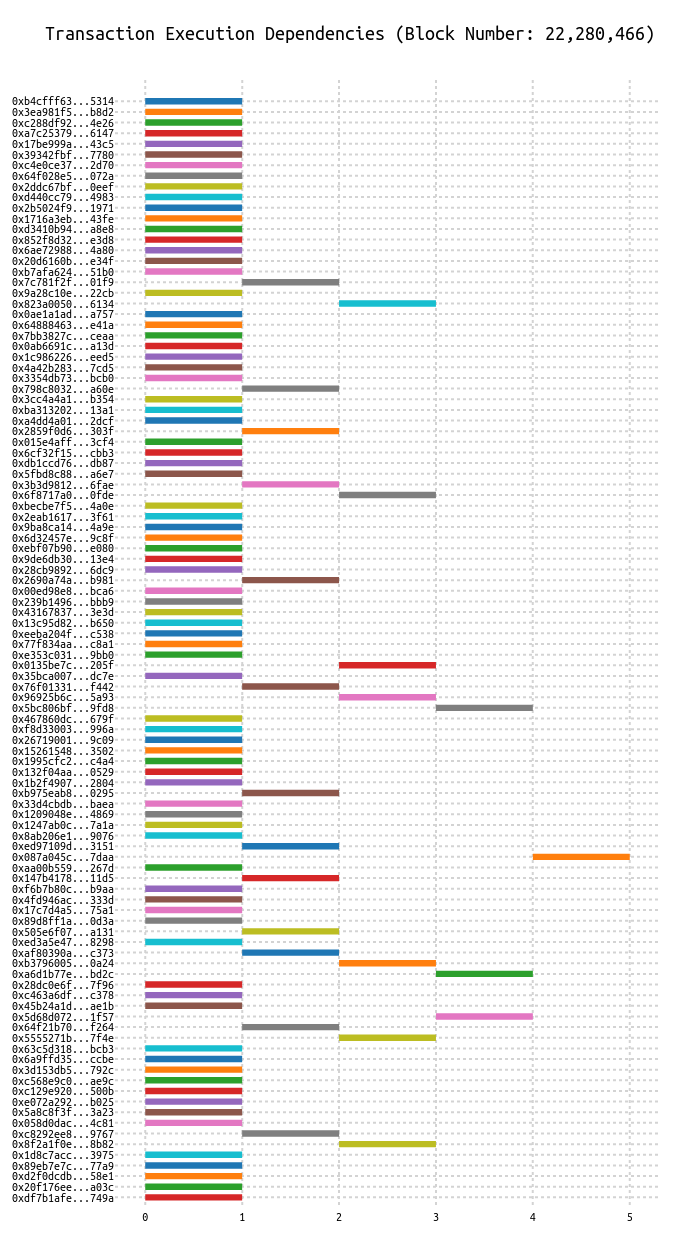 Transaction Execution Dependencies (Block Number: 22,280,466)
0xb4cfff63...5314
0x3ea981f5...b8d2
0xc288df92...4e26
0xa7c25379...6147
0x17be999a...43c5
0x39342fbf...7780
0xc4e0ce37...2d70
0x64f028e5...072a
0x2ddc67bf...0eef
0xd440cc79...4983
0x2b5024f9...1971
0x1716a3eb...43fe
0xd3410b94...a8e8
0x852f8d32...e3d8
0x6ae72988...4a80
0x20d6160b...e34f
0xb7afa624...51b0
0x7c781f2f...01f9
0x9a28c10e...22cb
0x823a0050...6134
0x0ae1a1ad...a757
0x64888463...e41a
0x7bb3827c...ceaa
0x0ab6691c...a13d
0x1c986226...eed5
0x4a42b283...7cd5
0x3354db73...bcb0
0x798c8032...a60e
0x3cc4a4a1...b354
0xba313202...13a1
0xa4dd4a01...2dcf
0x2859f0d6...303f
0x015e4aff...3cf4
0x6cf32f15...cbb3
0xdb1ccd76...db87
0x5fbd8c88...a6e7
0x3b3d9812...6fae
0x6f8717a0...0fde
0xbecbe7f5...4a0e
0x2eab1617...3f61
0x9ba8ca14...4a9e
0x6d32457e...9c8f
0xebf07b90...e080
0x9de6db30...13e4
0x28cb9892...6dc9
0x2690a74a...b981
0x00ed98e8...bca6
0x239b1496...bbb9
0x43167837...3e3d
0x13c95d82...b650
0xeeba204f...c538
0x77f834aa...c8a1
0xe353c031...9bb0
0x0135be7c...205f
0x35bca007...dc7e
0x76f01331...f442
0x96925b6c...5a93
0x5bc806bf...9fd8
0x467860dc...679f
0xf8d33003...996a
0x26719001...9c09
0x15261548...3502
0x1995cfc2...c4a4
0x132f04aa...0529
0x1b2f4907...2804
0xb975eab8...0295
0x33d4cbdb...baea
0x1209048e...4869
0x1247ab0c...7a1a
0x8ab206e1...9076
0xed97109d...3151
0x087a045c...7daa
0xaa00b559...267d
0x147b4178...11d5
0xf6b7b80c...b9aa
0x4fd946ac...333d
0x17c7d4a5...75a1
0x89d8ff1a...0d3a
0x505e6f07...a131
0xed3a5e47...8298
0xaf80390a...c373
0xb3796005...0a24
0xa6d1b77e...bd2c
0x28dc0e6f...7f96
0xc463a6df...c378
0x45b24a1d...ae1b
0x5d68d072...1f57
0x64f21b70...f264
0x5555271b...7f4e
0x63c5d318...bcb3
0x6a9ffd35...ccbe
0x3d153db5...792c
0xc568e9c0...ae9c
0xc129e920...500b
0xe072a292...b025
0x5a8c8f3f...3a23
0x058d0dac...4c81
0xc8292ee8...9767
0x8f2a1f0e...8b82
0x1d8c7acc...3975
0x89eb7e7c...77a9
0xd2f0dcdb...58e1
0x20f176ee...a03c
0xdf7b1afe...749a
0 1 2 3 4 5